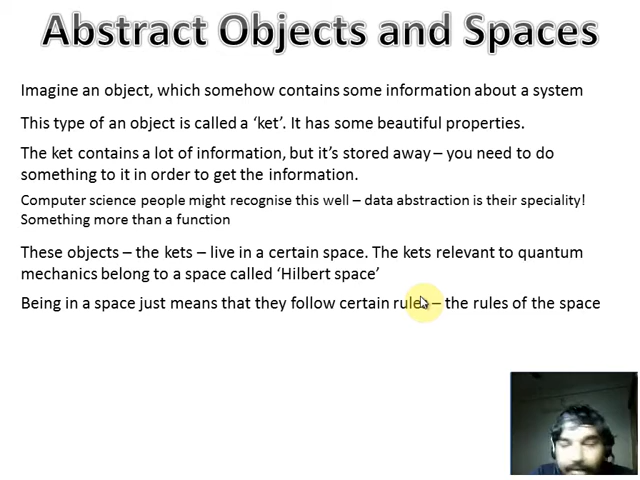 Abstract Objects and Spaces
Imagine an object, which somehow contains some information about a system
This type of an object is called a ‘ket’. It has some beautiful properties.
The ket contains a lot of information, but it’s stored away – you need to do
something to it in order to get the information.
Computer science people might recognise this well – data abstraction is their speciality!
Something more than a function
These objects – the kets – live in a certain space. The kets relevant to quantum
mechanics belong to a space called ‘Hilbert space’
Being in a space just means that they follow certain rules – the rules of the space